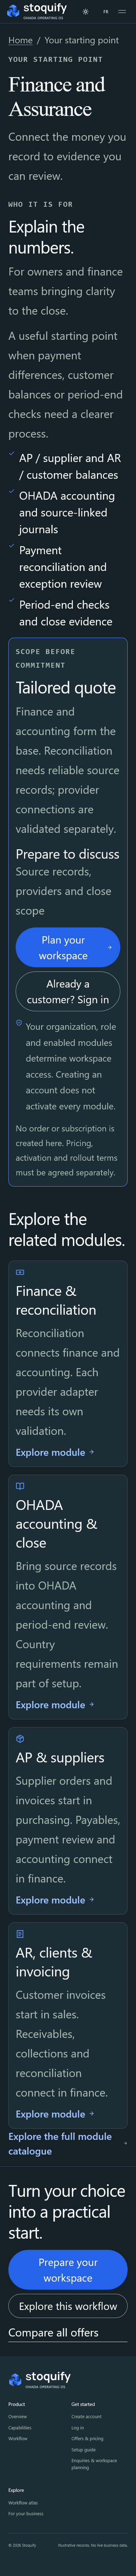 stoquify
OHADA OPERATING OS
FR
Home / Your starting point
YOUR STARTING POINT
Finance and
Assurance
Connect the money you
record to evidence you
can review.
WHO IT IS FOR
Explain the
numbers.
For owners and finance
teams bringing clarity
to the close.
A useful starting point
when payment
differences, customer
balances or period-end
checks need a clearer
process.
AP / supplier and AR
/ customer balances
OHADA accounting
and source-linked
journals
Payment
reconciliation and
exception review
Period-end checks
and close evidence
SCOPE BEFORE
COMMITMENT
Tailored quote
Finance and
accounting form the
base. Reconciliation
needs reliable source
records; provider
connections are
validated separately.
Prepare to discuss
Source records,
providers and close
scope
Plan your
workspace
Already a
customer? Sign in
Your organization, role
and enabled modules
determine workspace
access. Creating an
account does not
activate every module.
No order or subscription is
created here. Pricing,
activation and rollout terms
must be agreed separately.
Explore the
related modules.
Finance &
reconciliation
Reconciliation
connects finance and
accounting. Each
provider adapter
needs its own
validation.
Explore module
OHADA
accounting &
close
Bring source records
into OHADA
accounting and
period-end review.
Country
requirements remain
part of setup.
Explore module
AP & suppliers
Supplier orders and
invoices start in
purchasing. Payables,
payment review and
accounting connect
in finance.
Explore module
AR, clients &
invoicing
Customer invoices
start in sales.
Receivables,
collections and
reconciliation
connect in finance.
Explore module
Explore the full module
catalogue
Turn your choice
into a practical
start.
Prepare your
workspace
Explore this workflow
Compare all offers
stoquify
OHADA OPERATING OS
Product
Overview
Capabilities
Workflow
Get started
Create account
Log in
Offers & pricing
Setup guide
Enquiries & workspace
planning
Explore
Workflow atlas
For your business
© 2026 Stoquify
Illustrative records. No live business data.